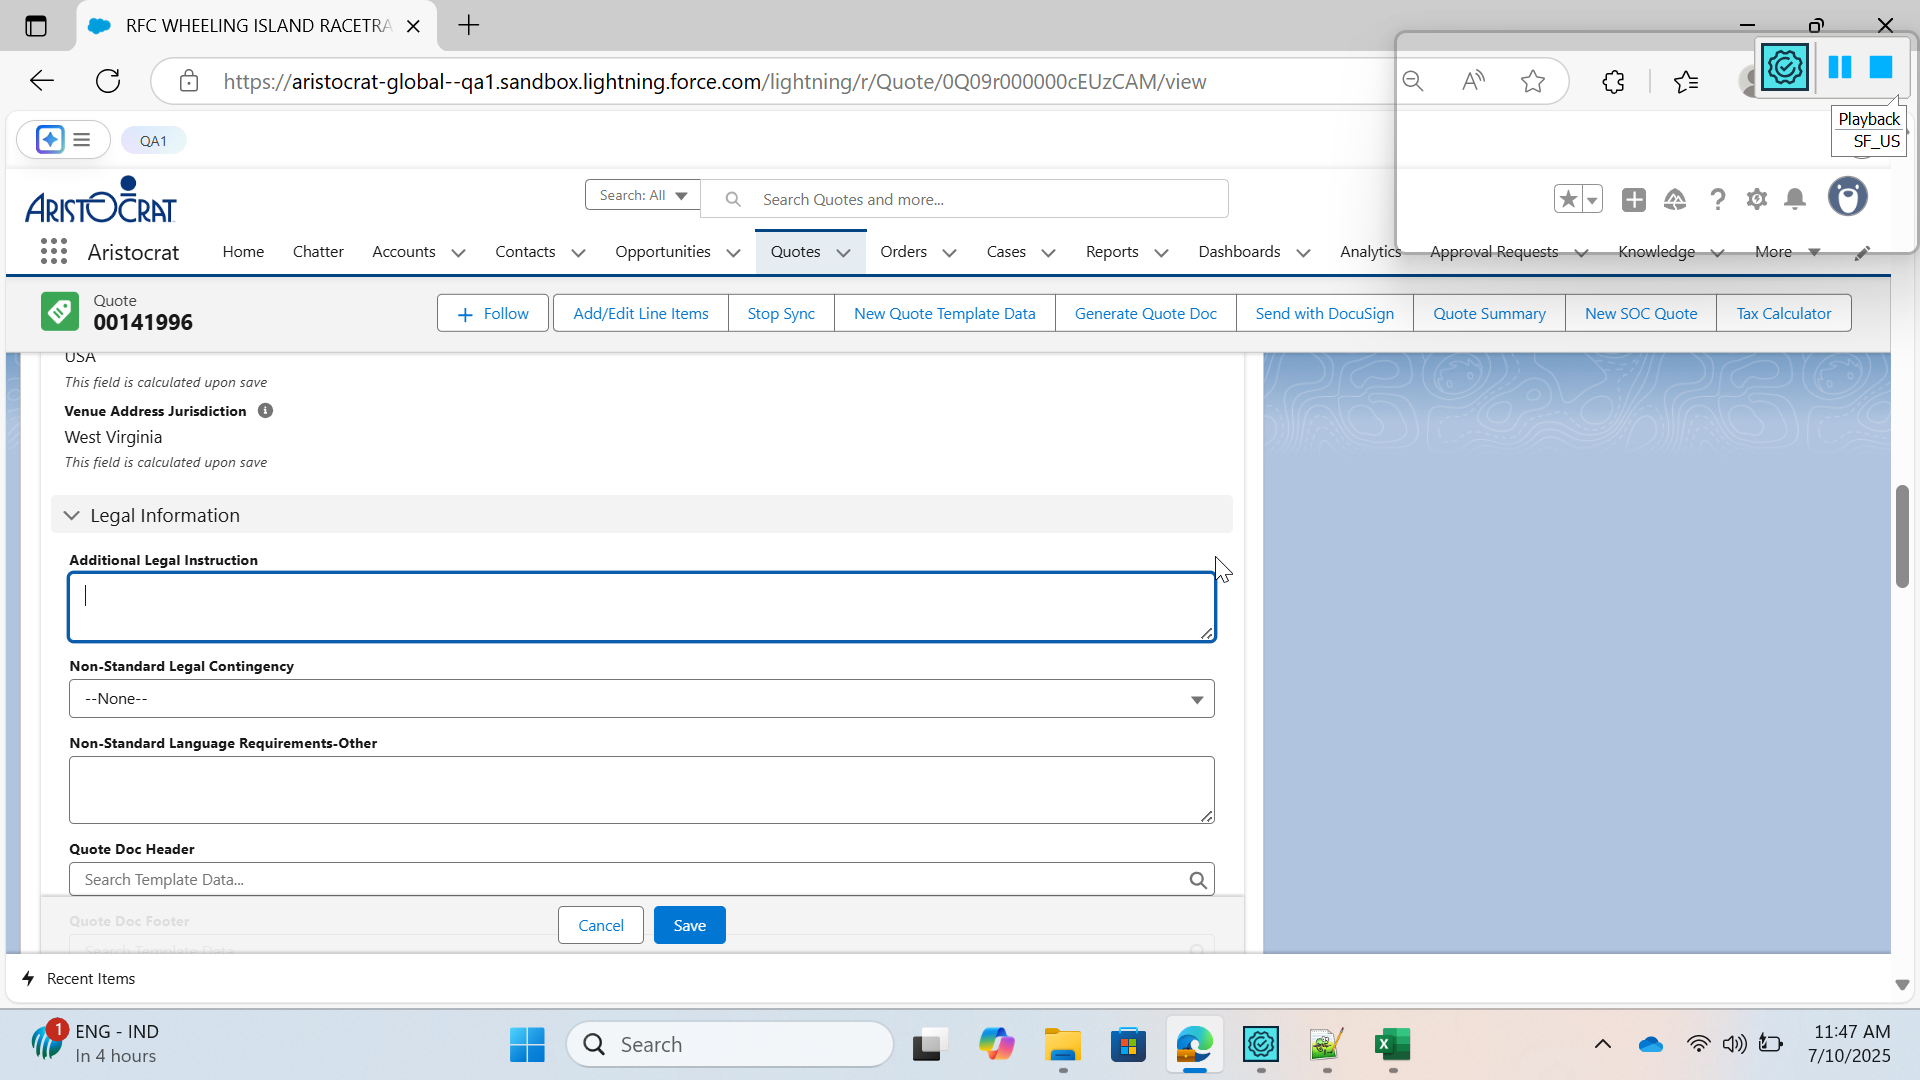 RFC WHEELING ISLAND RACETRA
https://aristocrat-global--qa1.sandbox.lightning.force.com/lightning/r/Quote/0Q09r000000cEUzCAM/view
Playback
SF_US
QA1
ARISTOCRAT
Search: All
Search Quotes and more...
Aristocrat
Home
Chatter
Accounts
Contacts
Opportunities
Quotes
Orders
Cases
Reports
Dashboards
Analytics
Approval Requests
Knowledge
More
Quote
00141996
Follow
Add/Edit Line Items
Stop Sync
New Quote Template Data
Generate Quote Doc
Send with DocuSign
Quote Summary
New SOC Quote
Tax Calculator
USA
This field is calculated upon save
Venue Address Jurisdiction
West Virginia
This field is calculated upon save
Legal Information
Additional Legal Instruction
Non-Standard Legal Contingency
--None--
Non-Standard Language Requirements-Other
Quote Doc Header
Search Template Data...
Quote Doc Footer
Search Template Data...
Cancel
Save
Recent Items
1
ENG - IND
In 4 hours
Search
11:47 AM
7/10/2025